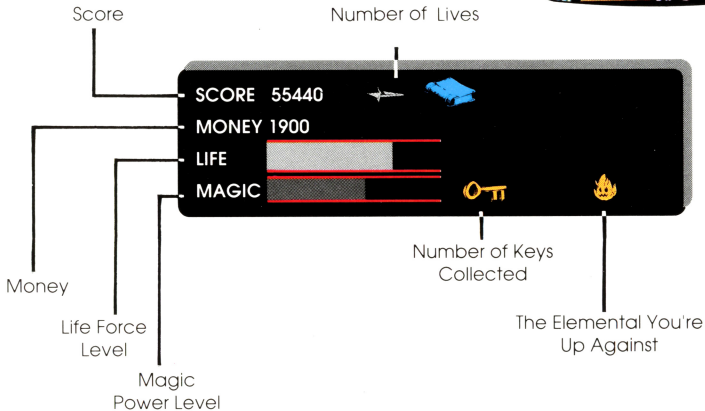 Score
Number of Lives
SCORE 55440
MONEY 1900
LIFE
MAGIC
Number of Keys
Collected
Money
The Elemental You're
Up Against
Life Force
Level
Magic
Power Level